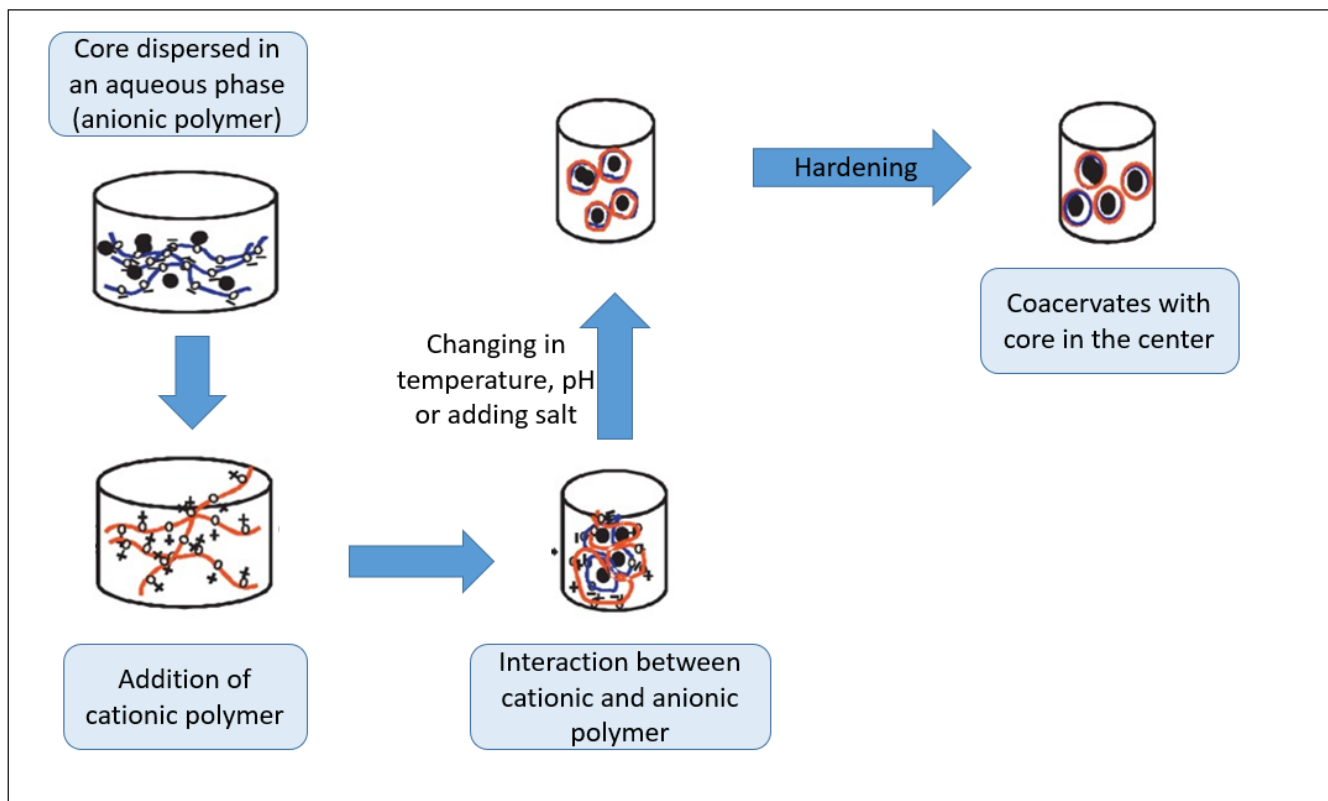 Core dispersed in
an aqueous phase
(anionic polymer)
Addition of
cationic polymer
Interaction between
cationic and anionic
polymer
Changing in
temperature, pH
or adding salt
Hardening
Coacervates with
core in the center